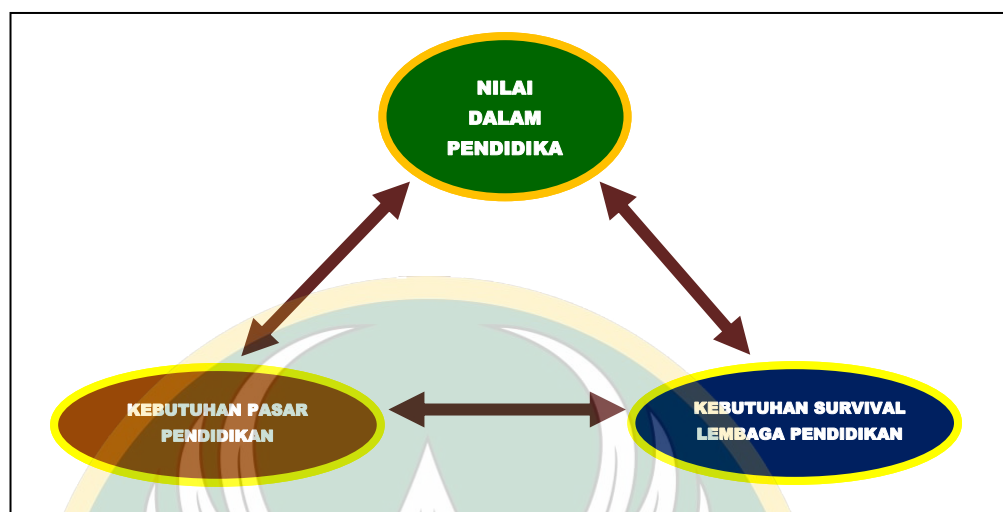 NILAI
DALAM
PENDIDIKA
KEBUTUHAN PASAR
PENDIDIKAN
KEBUTUHAN SURVIVAL
LEMBAGA PENDIDIKAN